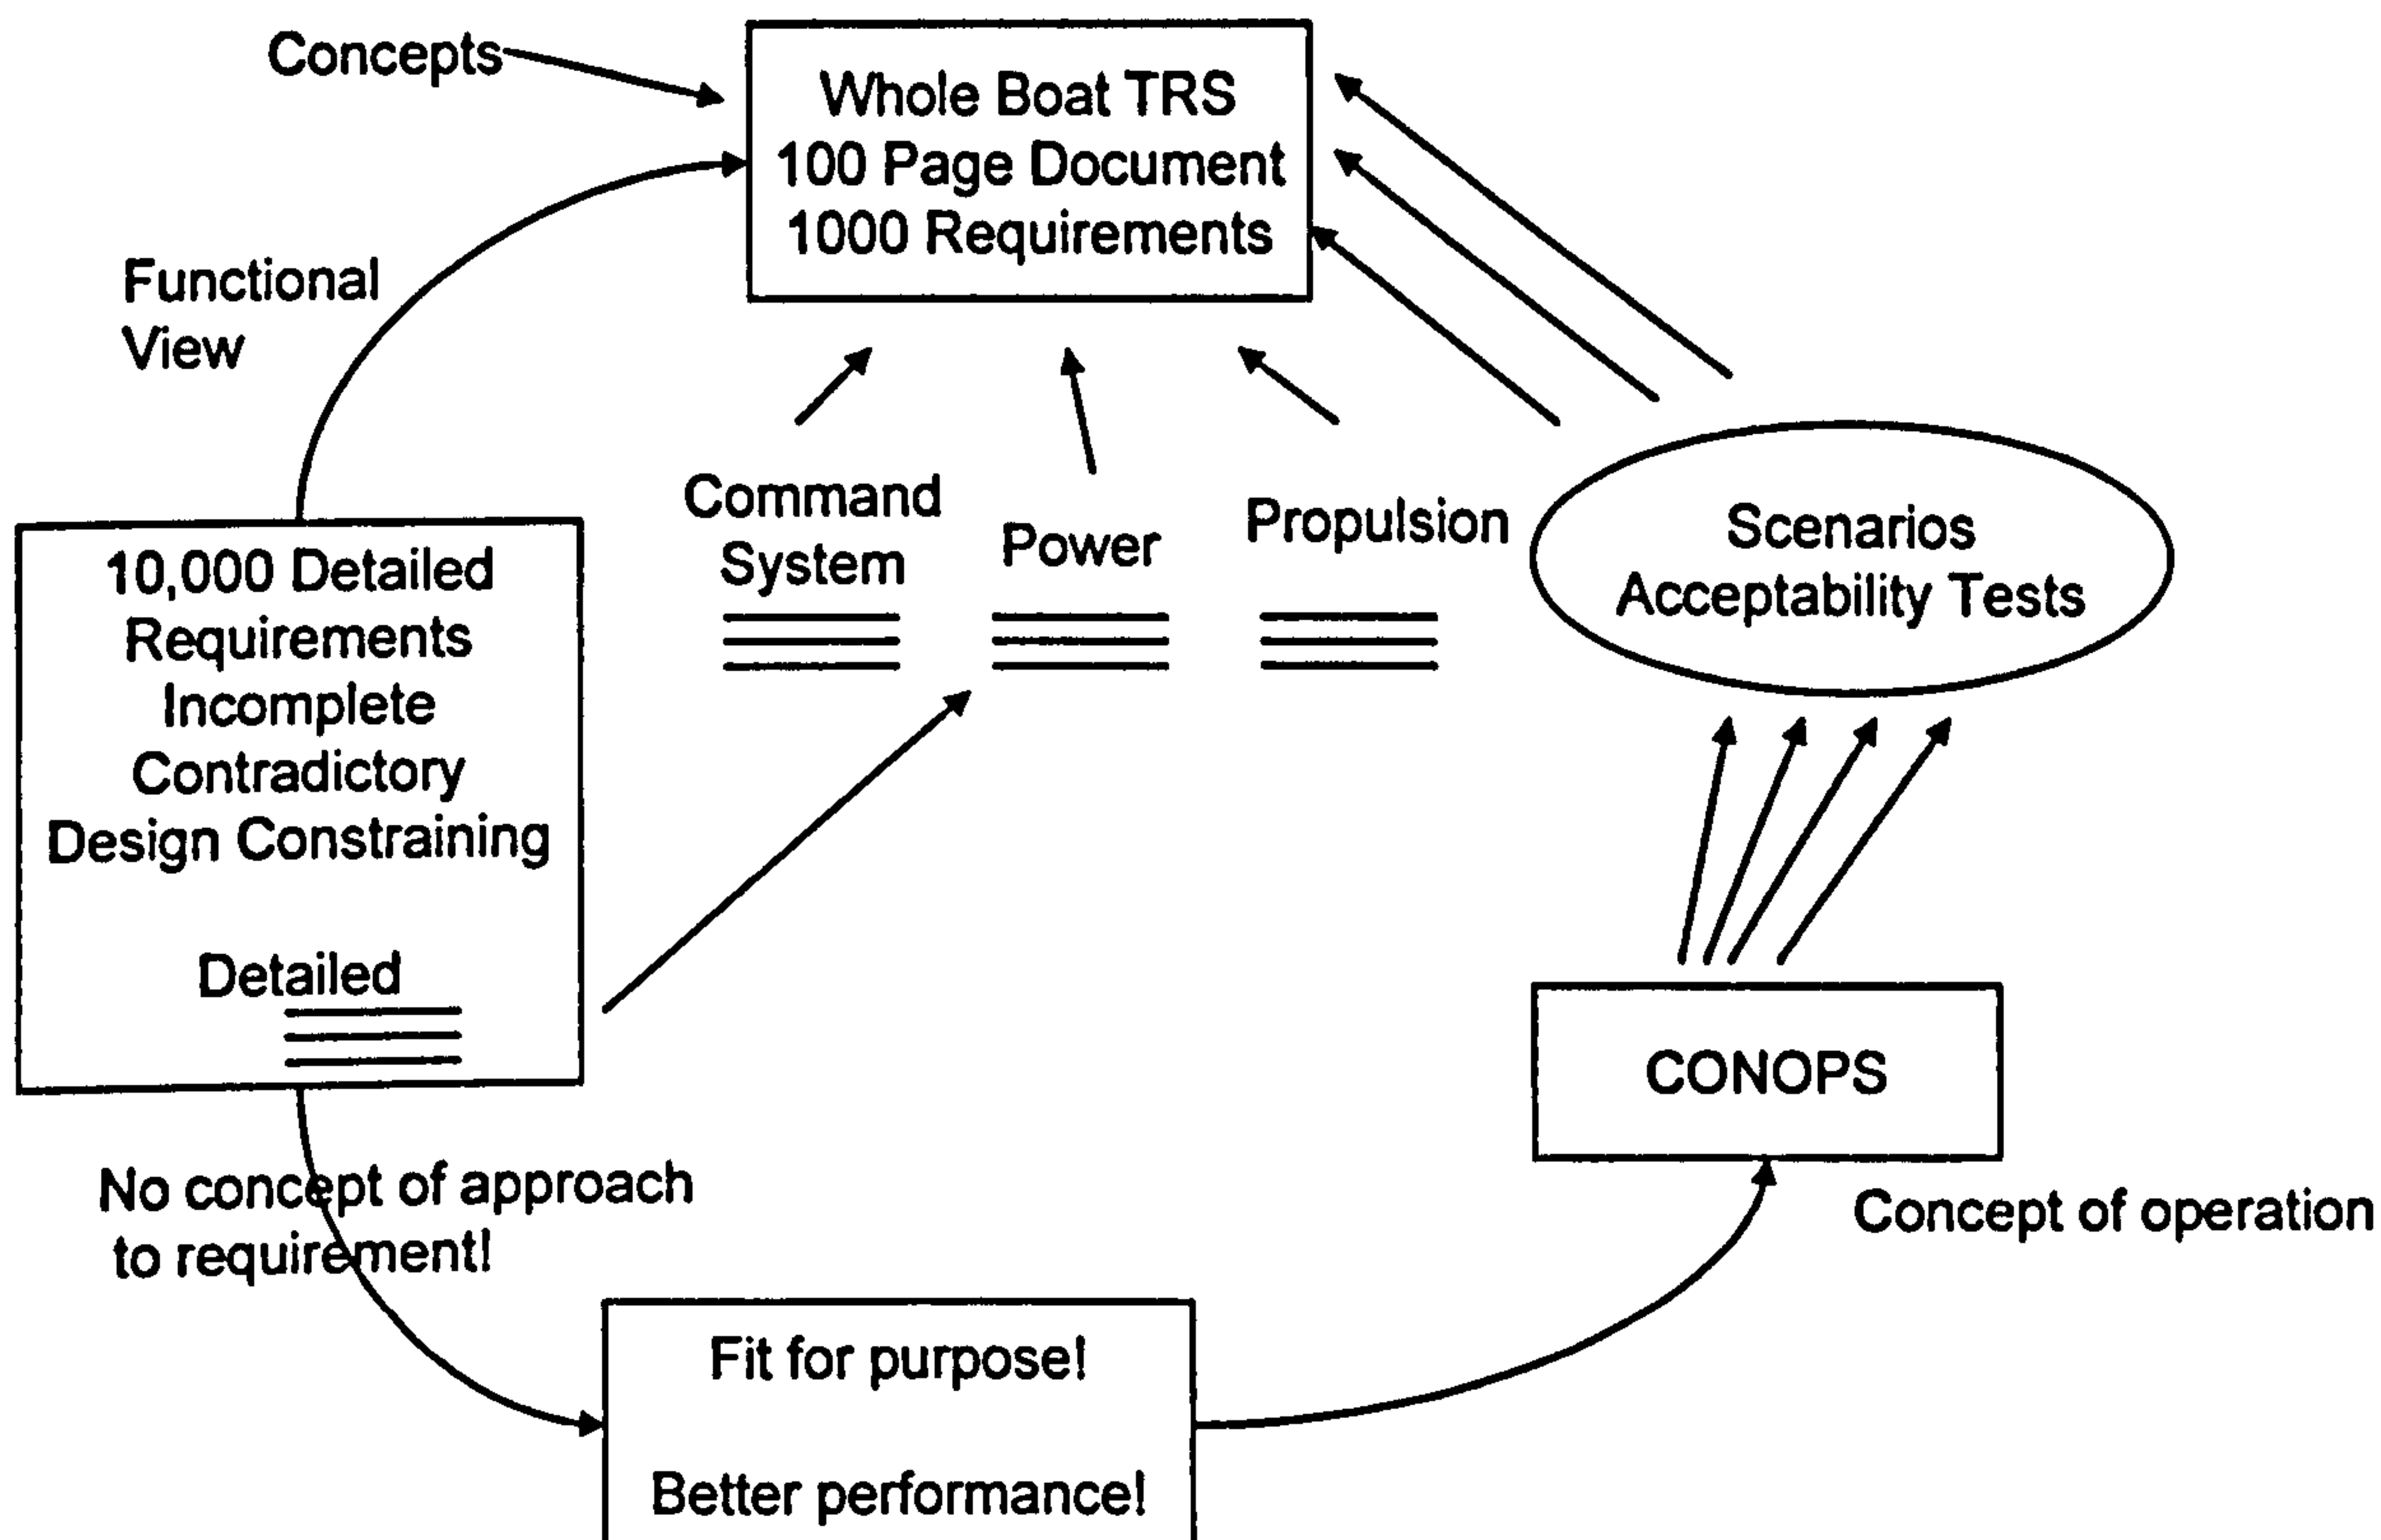 Concepts
Whole Boat TRS
100 Page Document
1000 Requirements
Functional
View
Command
System
Power
Propulsion
Scenarios
Acceptability Tests
10,000 Detailed
Requirements
Incomplete
Contradictory
Design Constraining
Detailed
CONOPS
No concept of approach
to requirement!
Concept of operation
Fit for purpose!
Better performance!